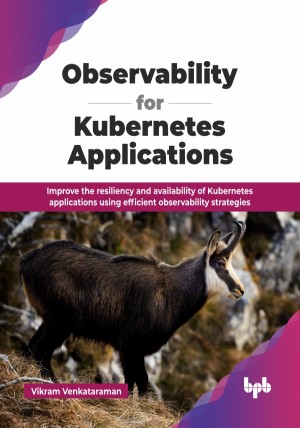 Observability
for
Kubernetes
Applications
Improve the resiliency and availability of Kubernetes
applications using efficient observability strategies
Vikram Venkataraman
bpb